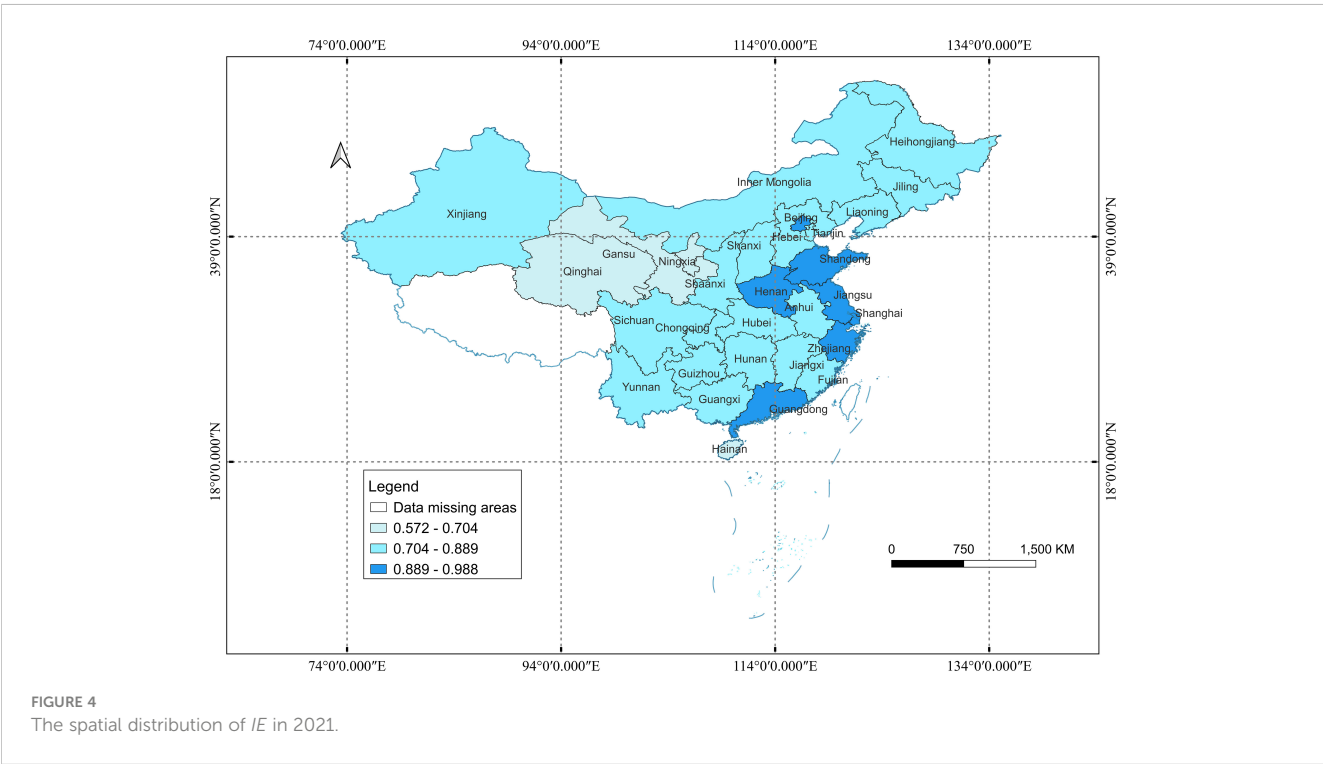 74°0′0.000″E 94°0′0.000″E 114°0′0.000″E 134°0′0.000″E
39°0′0.000″N
39°0′0.000″N
18°0′0.000″N
18°0′0.000″N
Heihongjiang
Inner Mongolia
Jiling
Xinjiang
Liaoning
Beijing
Tianjin
Hebei
Shanxi
Gansu
Shandong
Ningxia
Qinghai
Shaanxi
Henan
Jiangsu
Anhui
Shanghai
Sichuan
Chongqing
Hubei
Zhejiang
Hunan
Jiangxi
Guizhou
Fujian
Yunnan
Guangxi
Guangdong
Hainan
Legend
Data missing areas
0.572 - 0.704
0.704 - 0.889
0.889 - 0.988
0 750 1,500 KM
74°0′0.000″E 94°0′0.000″E 114°0′0.000″E 134°0′0.000″E
FIGURE 4
The spatial distribution of IE in 2021.